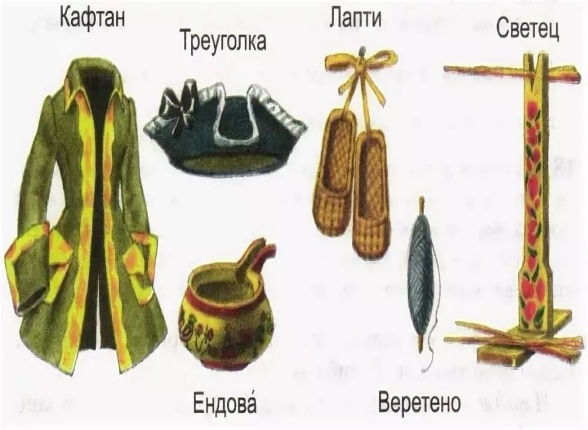 Кафтан
Треуголка
Лапти
Светец
Ендова́
Веретено